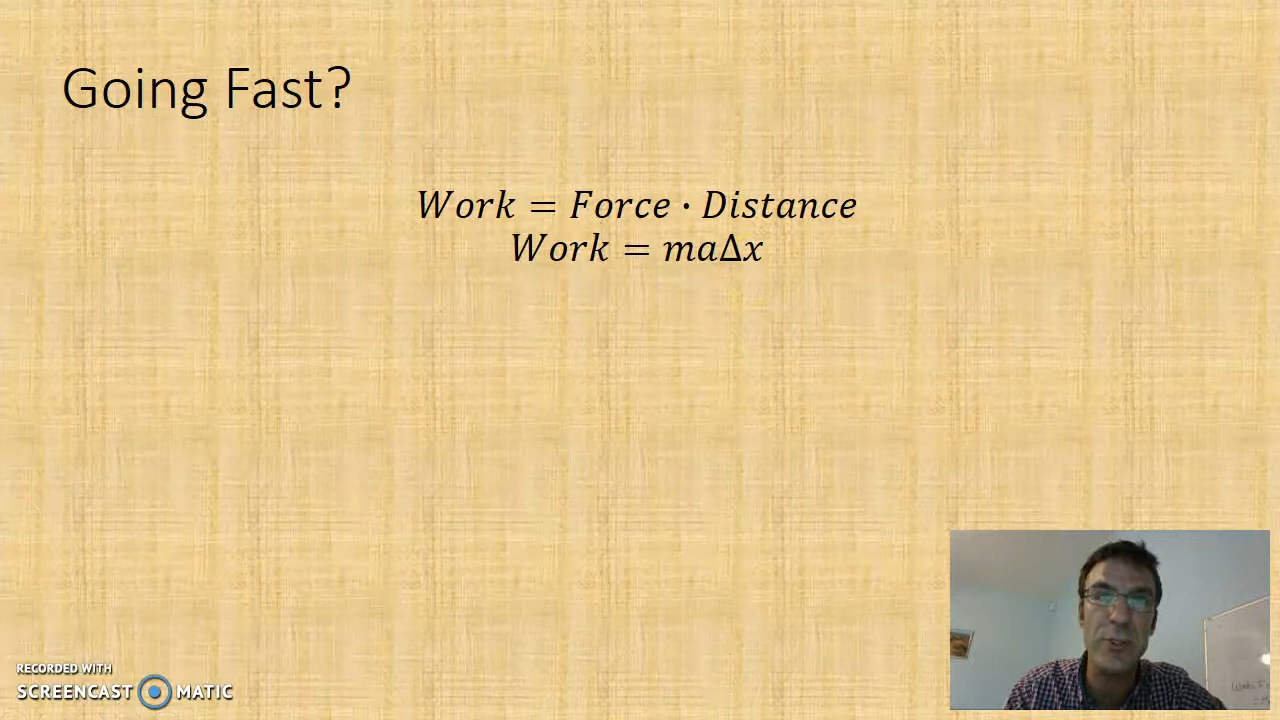 Going Fast?
Work = Force · Distance
Work = maΔx
RECORDED WITH
SCREENCAST MATIC